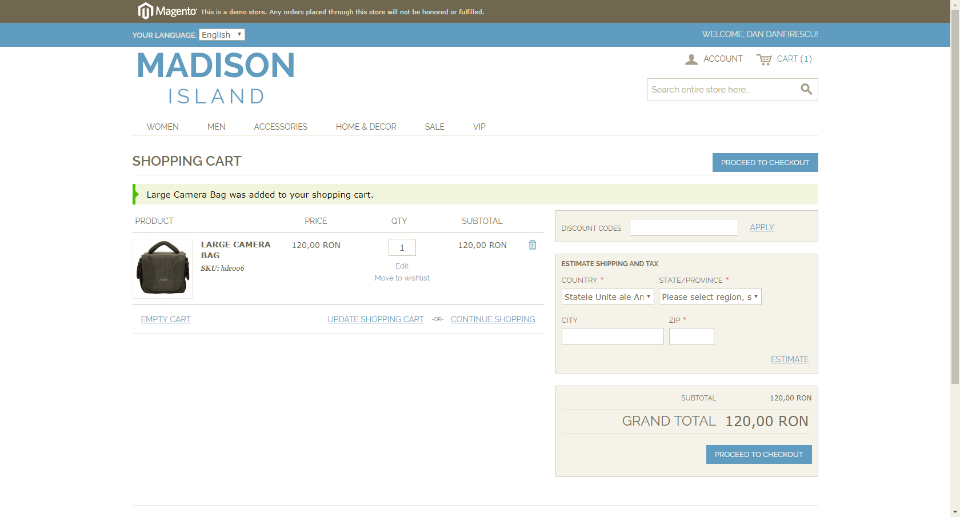 Magento This is a demo store. Any orders placed through this store will not be honored or fulfilled.
YOUR LANGUAGE: English WELCOME, DAN DANFIRESCU!
MADISON
ISLAND
ACCOUNT CART (1)
Search entire store here...
WOMEN MEN ACCESSORIES HOME & DECOR SALE VIP
SHOPPING CART PROCEED TO CHECKOUT
Large Camera Bag was added to your shopping cart.
PRODUCT PRICE QTY SUBTOTAL
LARGE CAMERA BAG
SKU: hde006
120,00 RON 1 120,00 RON
Edit
Move to wishlist
EMPTY CART UPDATE SHOPPING CART -OR- CONTINUE SHOPPING
DISCOUNT CODES APPLY
ESTIMATE SHIPPING AND TAX
COUNTRY * STATE/PROVINCE *
Statele Unite ale An Please select region, s
CITY ZIP *
ESTIMATE
SUBTOTAL 120,00 RON
GRAND TOTAL 120,00 RON
PROCEED TO CHECKOUT